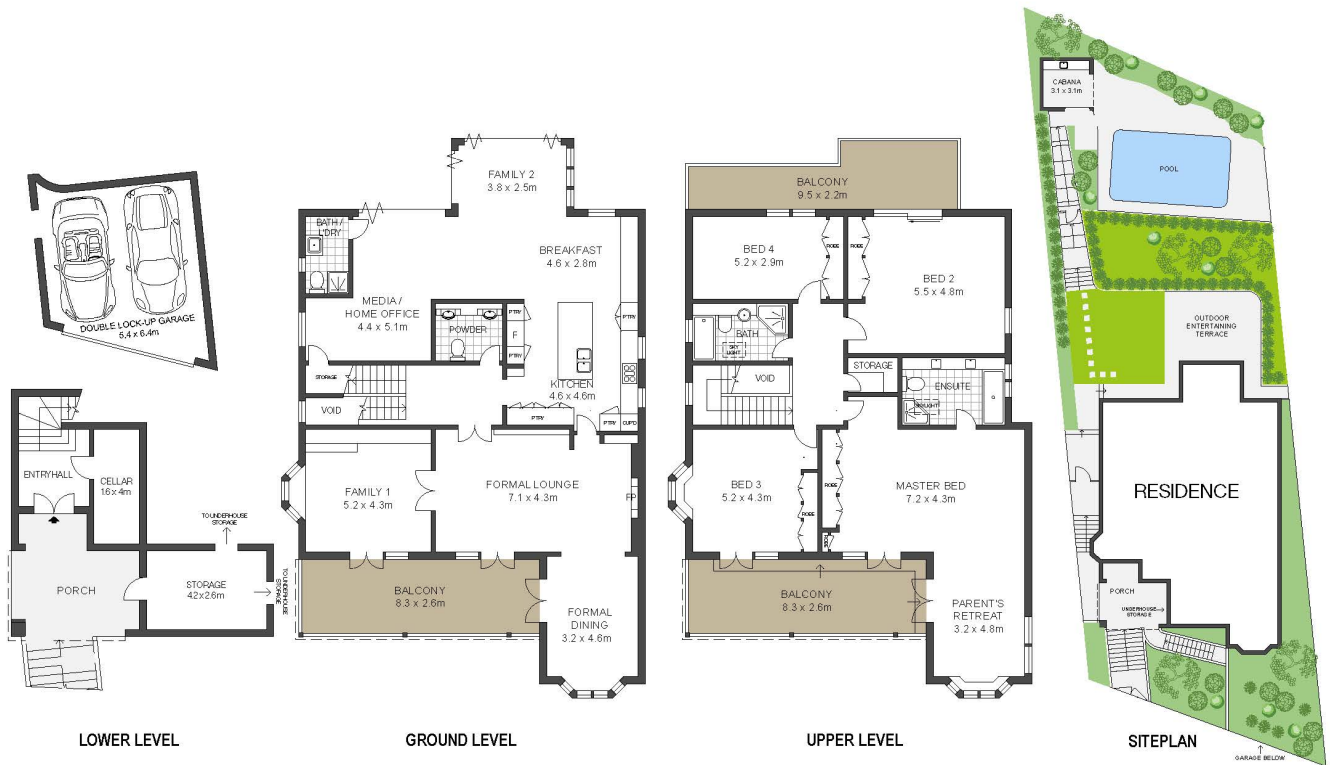 DOUBLE LOCK-UP GARAGE
5.4 x 6.4m
ENTRYHALL
CELLAR
1.6 x 4m
TO UNDERHOUSE
STORAGE
PORCH
STORAGE
4.2 x 2.6m
TO UNDERHOUSE
STORAGE
LOWER LEVEL
FAMILY 2
3.8 x 2.5m
BATH /
L'DRY
BREAKFAST
4.6 x 2.8m
MEDIA /
HOME OFFICE
4.4 x 5.1m
POWDER
PTRY
F
PTRY
PTRY
STORAGE
VOID
KITCHEN
4.6 x 4.6m
PTRY
PTRY
CUP'D
FAMILY 1
5.2 x 4.3m
FORMAL LOUNGE
7.1 x 4.3m
FP
BALCONY
8.3 x 2.6m
FORMAL
DINING
3.2 x 4.6m
GROUND LEVEL
BALCONY
9.5 x 2.2m
BED 4
5.2 x 2.9m
ROBE
ROBE
BED 2
5.5 x 4.8m
BATH
SKY
LIGHT
VOID
STORAGE
ENSUITE
SKYLIGHT
BED 3
5.2 x 4.3m
ROBE
ROBE
MASTER BED
7.2 x 4.3m
BALCONY
8.3 x 2.6m
PARENT'S
RETREAT
3.2 x 4.8m
UPPER LEVEL
CABANA
3.1 x 3.1m
POOL
OUTDOOR
ENTERTAINING
TERRACE
RESIDENCE
PORCH
UNDERHOUSE
STORAGE
GARAGE BELOW
SITEPLAN